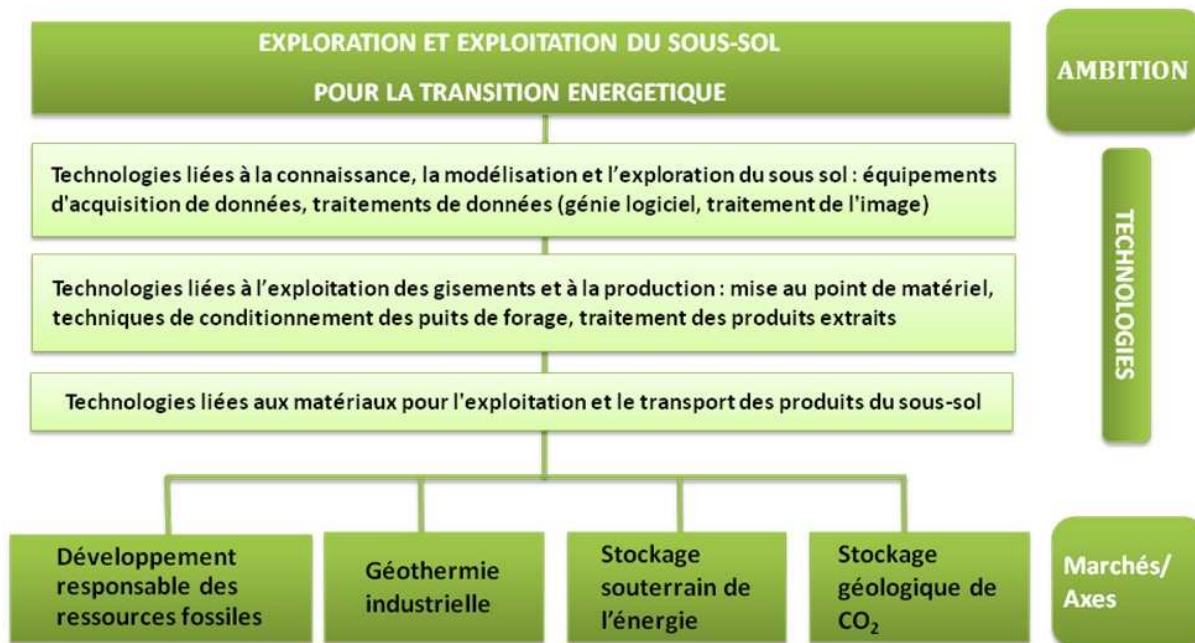 EXPLORATION ET EXPLOITATION DU SOUS-SOL
POUR LA TRANSITION ENERGETIQUE
AMBITION
Technologies liées à la connaissance, la modélisation et l’exploration du sous sol : équipements
d'acquisition de données, traitements de données (génie logiciel, traitement de l'image)
Technologies liées à l’exploitation des gisements et à la production : mise au point de matériel,
techniques de conditionnement des puits de forage, traitement des produits extraits
Technologies liées aux matériaux pour l'exploitation et le transport des produits du sous-sol
TECHNOLOGIES
Développement
responsable des
ressources fossiles
Géothermie
industrielle
Stockage
souterrain de
l’énergie
Stockage
géologique de
CO₂
Marchés/
Axes